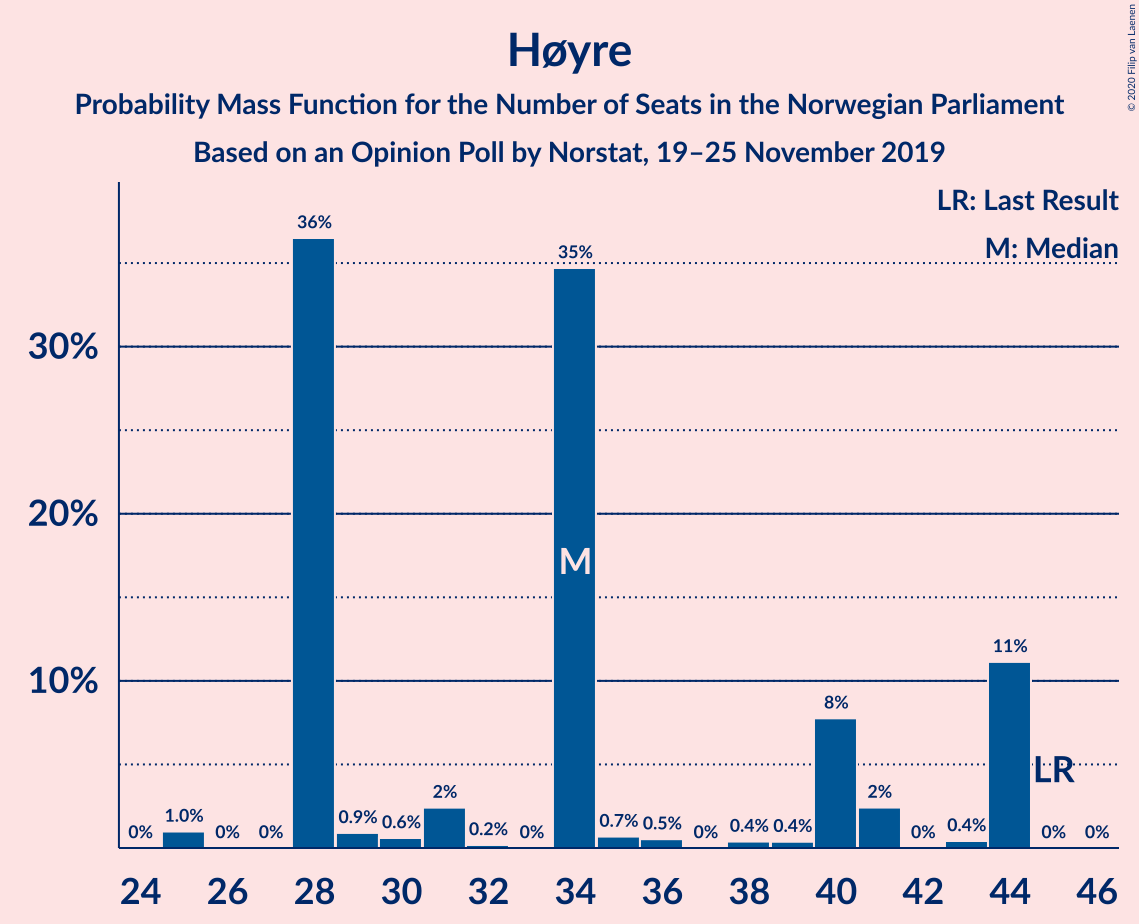 Høyre
Probability Mass Function for the Number of Seats in the Norwegian Parliament
Based on an Opinion Poll by Norstat, 19–25 November 2019
© 2020 Filip van Laenen
LR: Last Result
M: Median
36%
35%
30%
20%
M
11%
10%
8%
LR
2%
2%
1.0%
0.9%
0.6%
0.7%
0.5%
0.4%
0.4%
0.4%
0.2%
0%
0%
0%
0%
0%
0%
0%
0%
24 26 28 30 32 34 36 38 40 42 44 46